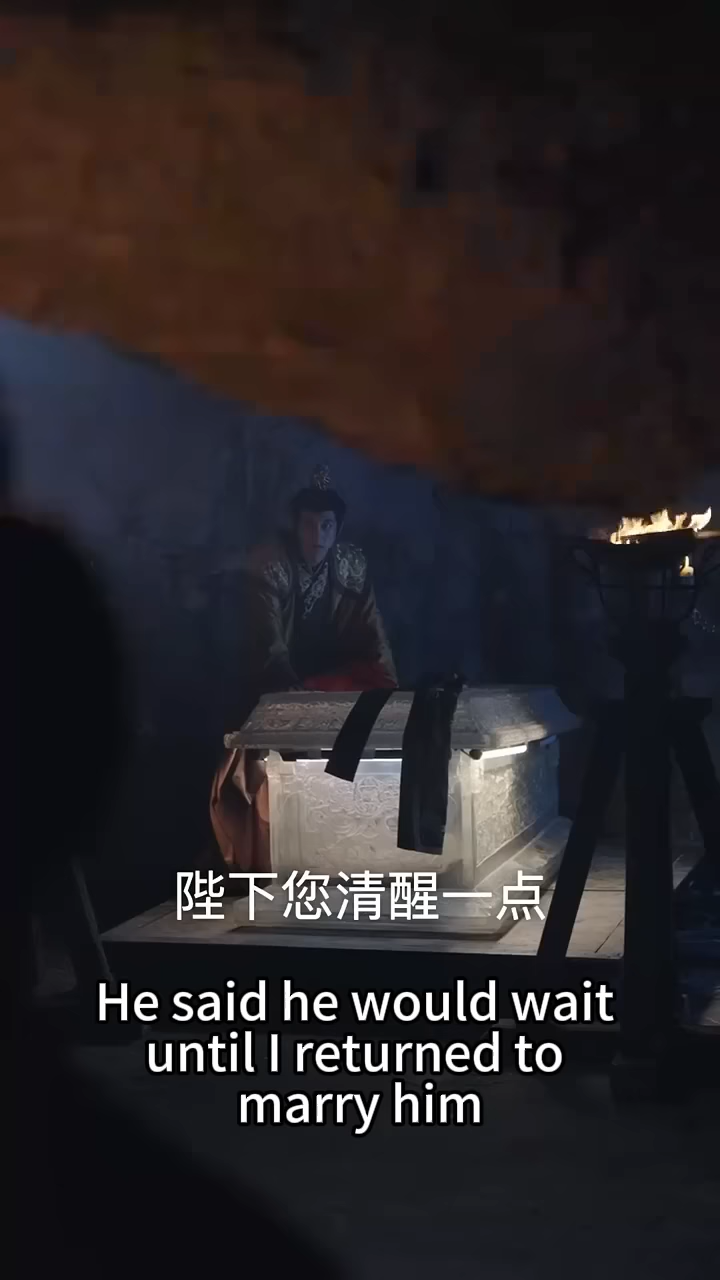 陛下您清醒一点
He said he would wait
until I returned to
marry him